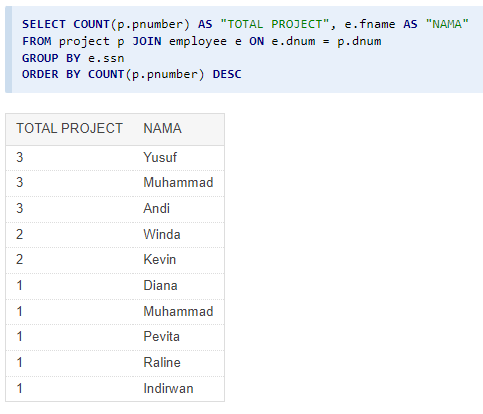 SELECT COUNT(p.pnumber) AS "TOTAL PROJECT", e.fname AS "NAMA"
FROM project p JOIN employee e ON e.dnum = p.dnum
GROUP BY e.ssn
ORDER BY COUNT(p.pnumber) DESC
TOTAL PROJECT NAMA
3 Yusuf
3 Muhammad
3 Andi
2 Winda
2 Kevin
1 Diana
1 Muhammad
1 Pevita
1 Raline
1 Indirwan